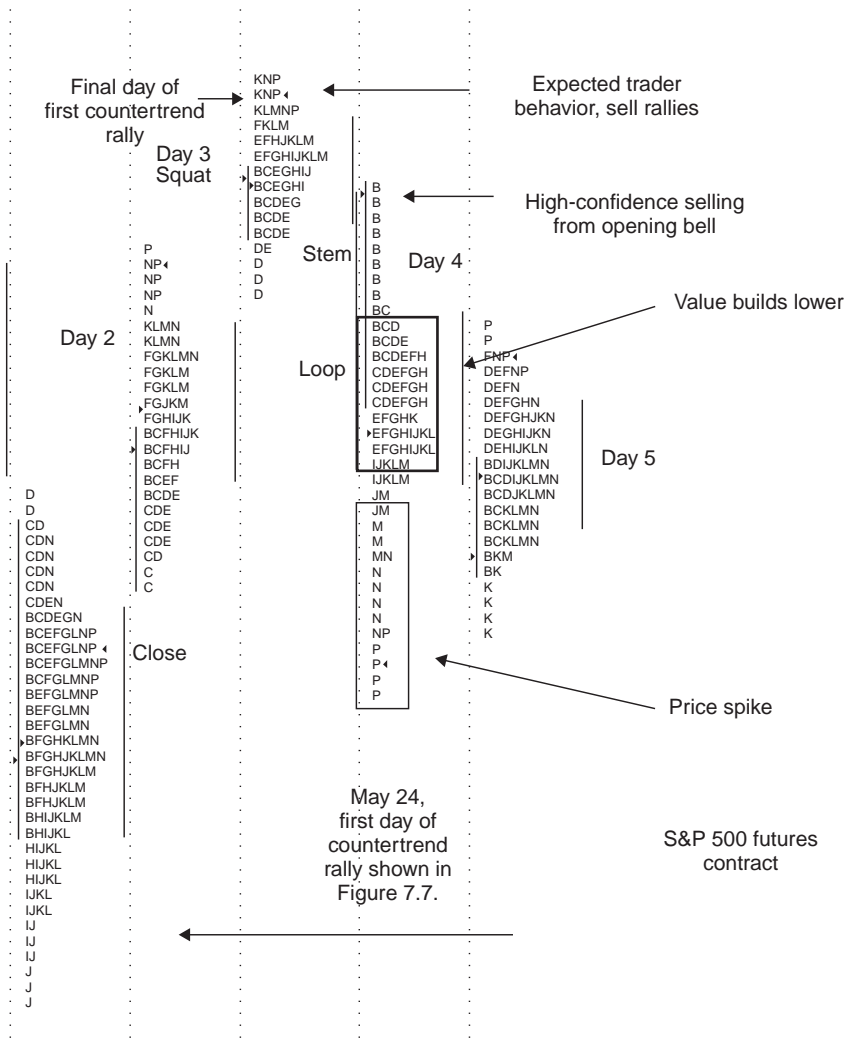 Final day of
first countertrend
rally
Expected trader
behavior, sell rallies
Day 3
Squat
High-confidence selling
from opening bell
Stem
Day 4
Value builds lower
Day 2
Loop
Day 5
Close
Price spike
May 24,
first day of
countertrend
rally shown in
Figure 7.7.
S&P 500 futures
contract
D
D
CD
CDN
CDN
CDN
CDN
CDEN
BCDEGN
BCEFGLNP
BCEFGLNP
BCEFGLMNP
BCFGLMNP
BEFGLMNP
BEFGLMN
BEFGLMN
BFGHKLMN
BFGHJKLMN
BFGHJKLM
BFHJKLM
BFHJKLM
BHIJKLM
BHIJKL
HIJKL
HIJKL
HIJKL
IJKL
IJKL
IJ
IJ
IJ
J
J
J
P
NP
NP
NP
N
KLMN
KLMN
FGKLMN
FGKLM
FGKLM
FGJKM
FGHIJK
BCFHIJK
BCFHIJ
BCFH
BCEF
BCDE
CDE
CDE
CDE
CD
C
C
KNP
KNP
KLMNP
FKLM
EFHJKLM
EFGHIJKLM
BCEGHIJ
BCEGHI
BCDEG
BCDE
BCDE
DE
D
D
D
B
B
B
B
B
B
B
B
BC
BCD
BCDE
BCDEFH
CDEFGH
CDEFGH
CDEFGH
EFGHK
EFGHIJKL
EFGHIJKL
IJKLM
IJKLM
JM
JM
M
M
MN
N
N
N
N
NP
P
P
P
P
P
P
FNP
DEFNP
DEFN
DEFGHN
DEFGHJKN
DEGHIJKN
DEHIJKLN
BDIJKLMN
BCDIJKLMN
BCDJKLMN
BCKLMN
BCKLMN
BCKLMN
BKM
BK
K
K
K
K